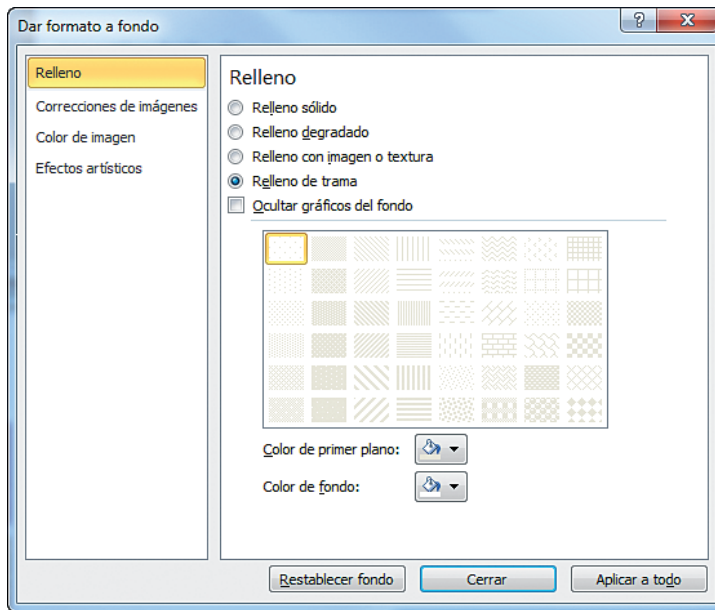 Dar formato a fondo
Relleno
Correcciones de imágenes
Color de imagen
Efectos artísticos
Relleno
Relleno sólido
Relleno degradado
Relleno con imagen o textura
Relleno de trama
Ocultar gráficos del fondo
Color de primer plano:
Color de fondo:
Restablecer fondo
Cerrar
Aplicar a todo